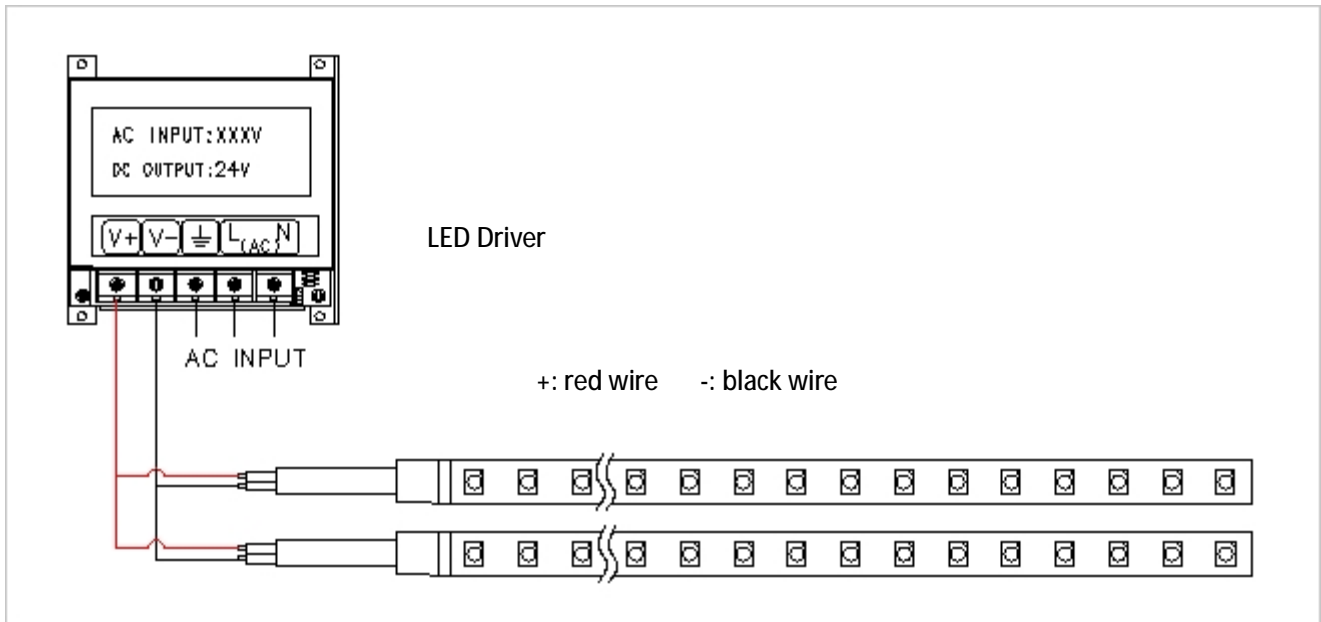 AC INPUT:XXXV
DC OUTPUT:24V
V+ V- L(AC)N
LED Driver
AC INPUT
+: red wire -: black wire